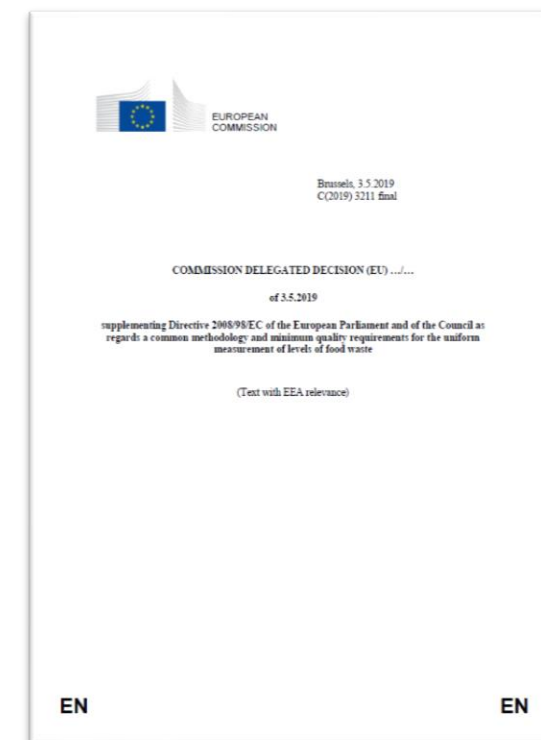 EUROPEAN
COMMISSION
Brussels, 3.5.2019
C(2019) 3211 final
COMMISSION DELEGATED DECISION (EU) .../...
of 3.5.2019
supplementing Directive 2008/98/EC of the European Parliament and of the Council as
regards a common methodology and minimum quality requirements for the uniform
measurement of levels of food waste
(Text with EEA relevance)
EN EN